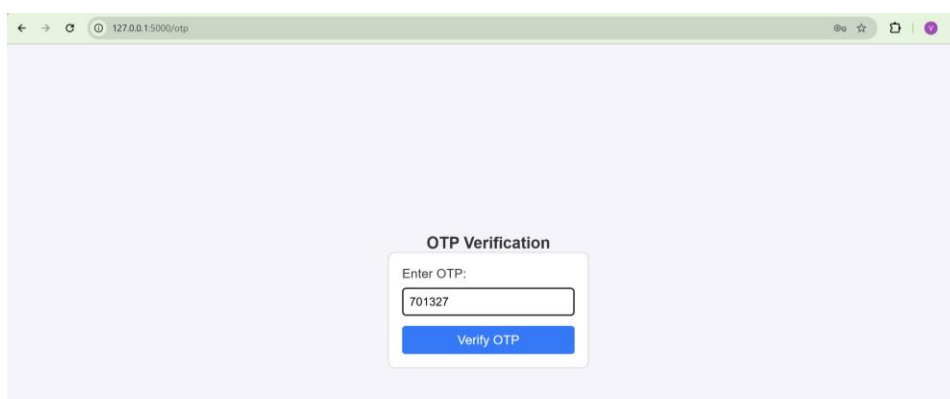 127.0.0.1:5000/otp
V
OTP Verification
Enter OTP:
701327
Verify OTP